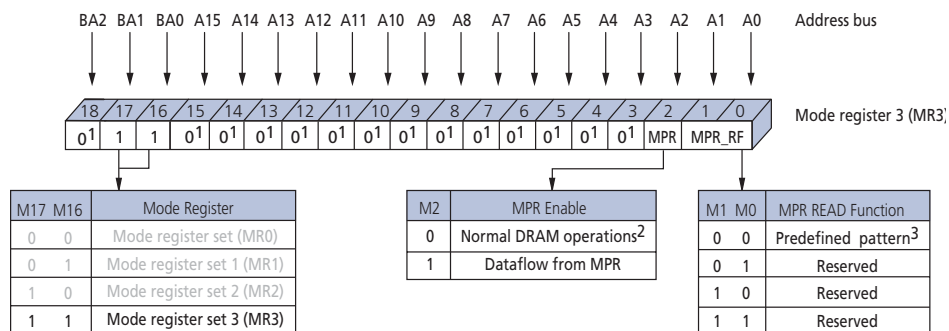 BA2 BA1 BA0 A15 A14 A13 A12 A11 A10 A9 A8 A7 A6 A5 A4 A3 A2 A1 A0 Address bus
18 17 16 15 14 13 12 11 10 9 8 7 6 5 4 3 2 1 0
Mode register 3 (MR3)
0¹ 1 1 0¹ 0¹ 0¹ 0¹ 0¹ 0¹ 0¹ 0¹ 0¹ 0¹ 0¹ 0¹ 0¹ MPR MPR_RF
M17 M16 Mode Register
0 0 Mode register set (MR0)
0 1 Mode register set 1 (MR1)
1 0 Mode register set 2 (MR2)
1 1 Mode register set 3 (MR3)
M2 MPR Enable
0 Normal DRAM operations²
1 Dataflow from MPR
M1 M0 MPR READ Function
0 0 Predefined pattern³
0 1 Reserved
1 0 Reserved
1 1 Reserved